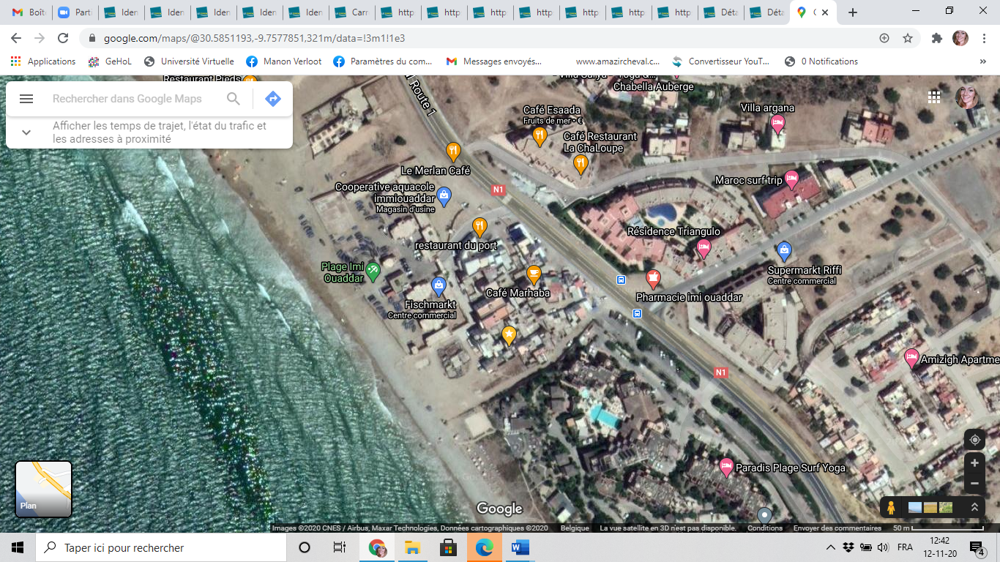 Boît
Part
Iden
Iden
Iden
Iden
Iden
Carr
http
http
http
http
http
http
http
Déta
Déta
google.com/maps/@30.5851193,-9.7577851,321m/data=!3m1!1e3
Applications
GeHoL
Université Virtuelle
Manon Verloot
Paramètres du com...
Messages envoyés...
www.amazircheval.c...
Convertisseur YouT...
0 Notifications
»
Restaurant Pieds
Rechercher dans Google Maps
Afficher les temps de trajet, l'état du trafic et
les adresses à proximité
Route 1
Chabella Auberge
Villa argana
Café Esaada
Fruits de mer • €
Café Restaurant
La ChaLoupe
Le Merlan Café
Maroc surf trip
Cooperative aquacole
immiouaddar
Magasin d'usine
N1
Résidence Triangulo
restaurant du port
Plage Imi
Ouaddar
Supermarkt Riffi
Centre commercial
Café Marhaba
Pharmacie imi ouaddar
Fischmarkt
Centre commercial
Amizigh Apartme
N1
Paradis Plage Surf Yoga
Plan
Google
Images ©2020 CNES / Airbus, Maxar Technologies, Données cartographiques ©2020
Belgique
La vue satellite en 3D n'est pas disponible.
Conditions
Envoyer des commentaires
50 m
Taper ici pour rechercher
FRA
12:42
12-11-20
4